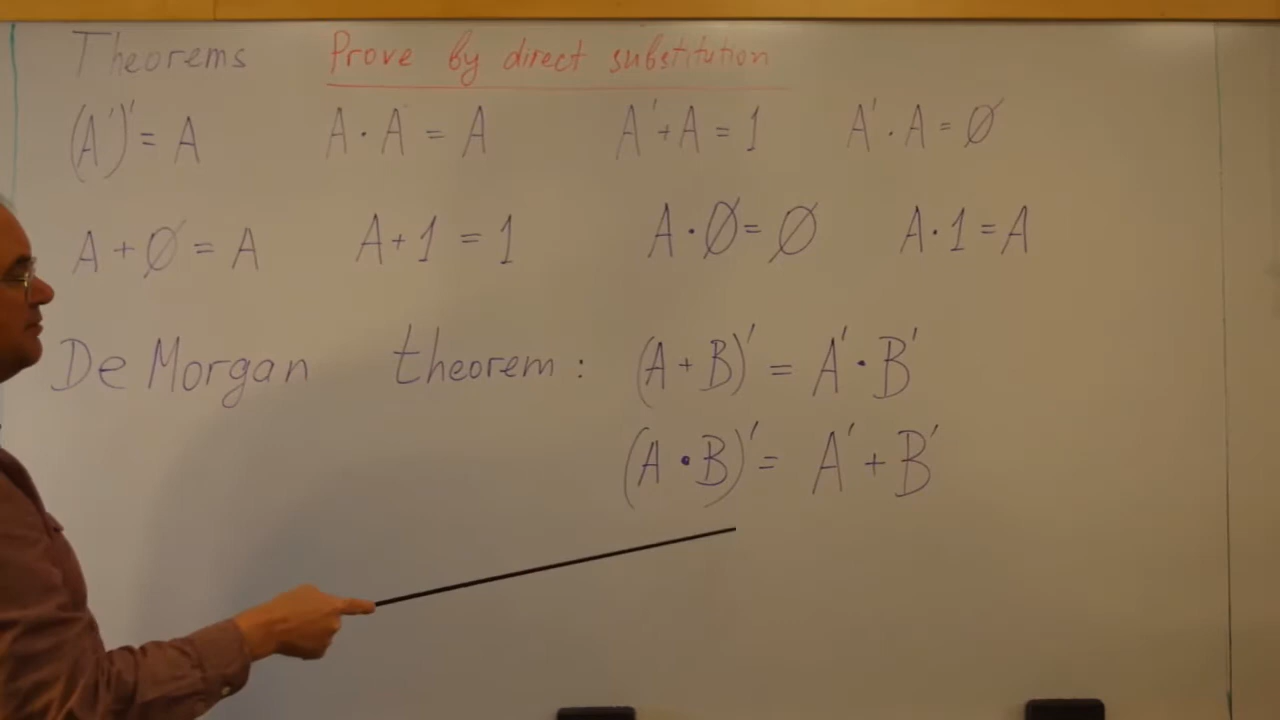 Theorems Prove by direct substitution
(A')' = A A · A = A A' + A = 1 A' · A = Ø
A + Ø = A A + 1 = 1 A · Ø = Ø A · 1 = A
De Morgan theorem : (A + B)' = A' · B'
(A · B)' = A' + B'